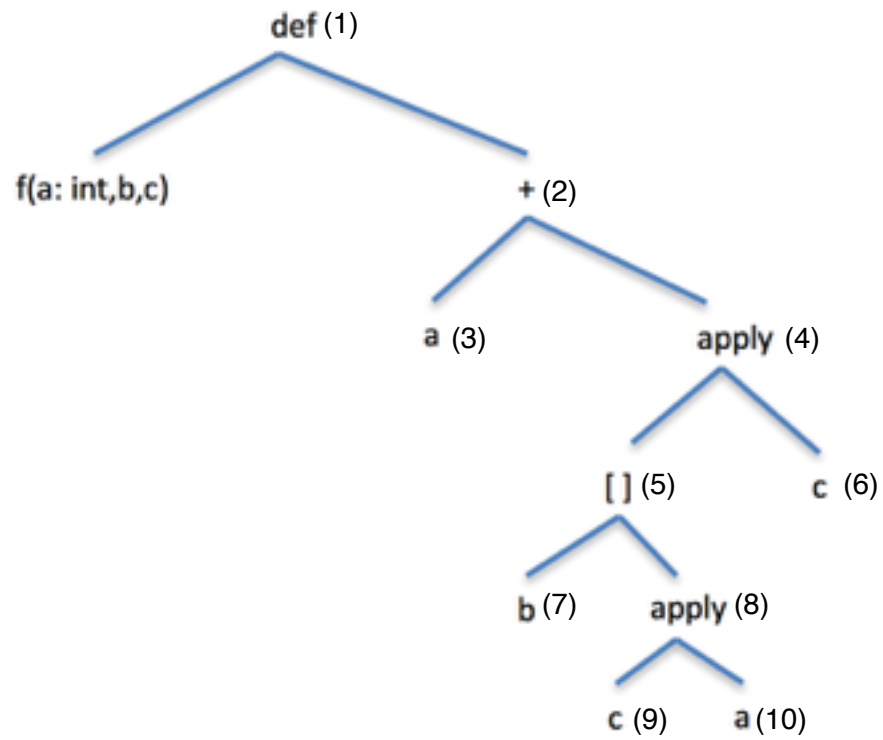 def (1)
f(a: int,b,c)
+ (2)
a (3)
apply (4)
[ ] (5)
c (6)
b (7)
apply (8)
c (9)
a (10)